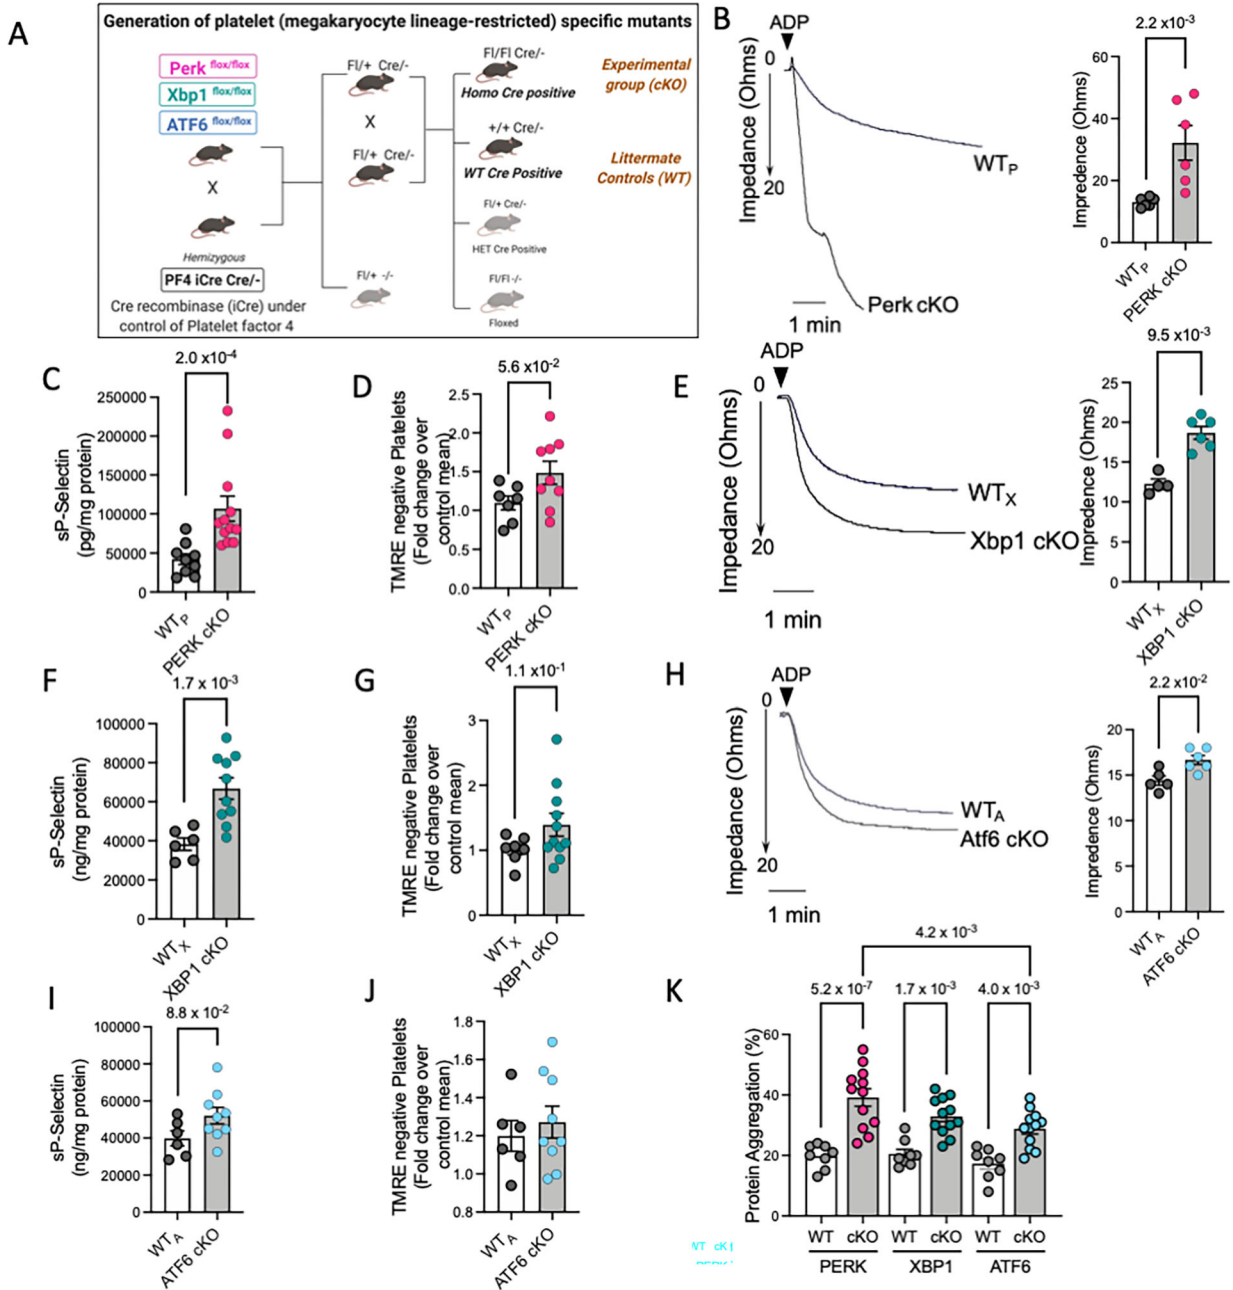 A
Generation of platelet (megakaryocyte lineage-restricted) specific mutants
Perk flox/flox
Xbp1 flox/flox
ATF6 flox/flox
X
Hemizygous
PF4 iCre Cre/-
Cre recombinase (iCre) under
control of Platelet factor 4
Fl/+ Cre/-
X
Fl/+ Cre/-
Fl/+ -/-
Fl/Fl Cre/-
Homo Cre positive
+/+ Cre/-
WT Cre Positive
Fl/+ Cre/-
HET Cre Positive
Fl/Fl -/-
Floxed
Experimental
group (cKO)
Littermate
Controls (WT)
B
ADP
0
20
Impedance (Ohms)
WTP
Perk cKO
1 min
2.2 x10-3
60
40
20
0
Impredence (Ohms)
WTP
PERK cKO
C
2.0 x10-4
250000
200000
150000
100000
50000
0
sP-Selectin
(pg/mg protein)
WTP
PERK cKO
D
5.6 x10-2
2.5
2.0
1.5
1.0
0.5
0.0
TMRE negative Platelets
(Fold change over
control mean)
WTP
PERK cKO
E
ADP
0
20
Impedance (Ohms)
WTX
Xbp1 cKO
1 min
9.5 x10-3
25
20
15
10
5
0
Impredence (Ohms)
WTX
XBP1 cKO
F
1.7 x 10-3
100000
80000
60000
40000
20000
0
sP-Selectin
(ng/mg protein)
WTX
XBP1 cKO
G
1.1 x10-1
3
2
1
0
TMRE negative Platelets
(Fold change over
control mean)
WTX
XBP1 cKO
H
ADP
0
20
Impedance (Ohms)
WTA
Atf6 cKO
1 min
2.2 x10-2
20
15
10
5
0
Impredence (Ohms)
WTA
ATF6 cKO
I
8.8 x 10-2
100000
80000
60000
40000
20000
0
sP-Selectin
(ng/mg protein)
WTA
ATF6 cKO
J
1.8
1.6
1.4
1.2
1.0
0.8
TMRE negative Platelets
(Fold change over
control mean)
WTA
ATF6 cKO
K
4.2 x 10-3
5.2 x 10-7
1.7 x 10-3
4.0 x 10-3
60
40
20
0
Protein Aggregation (%)
WT cKO WT cKO WT cKO
PERK XBP1 ATF6